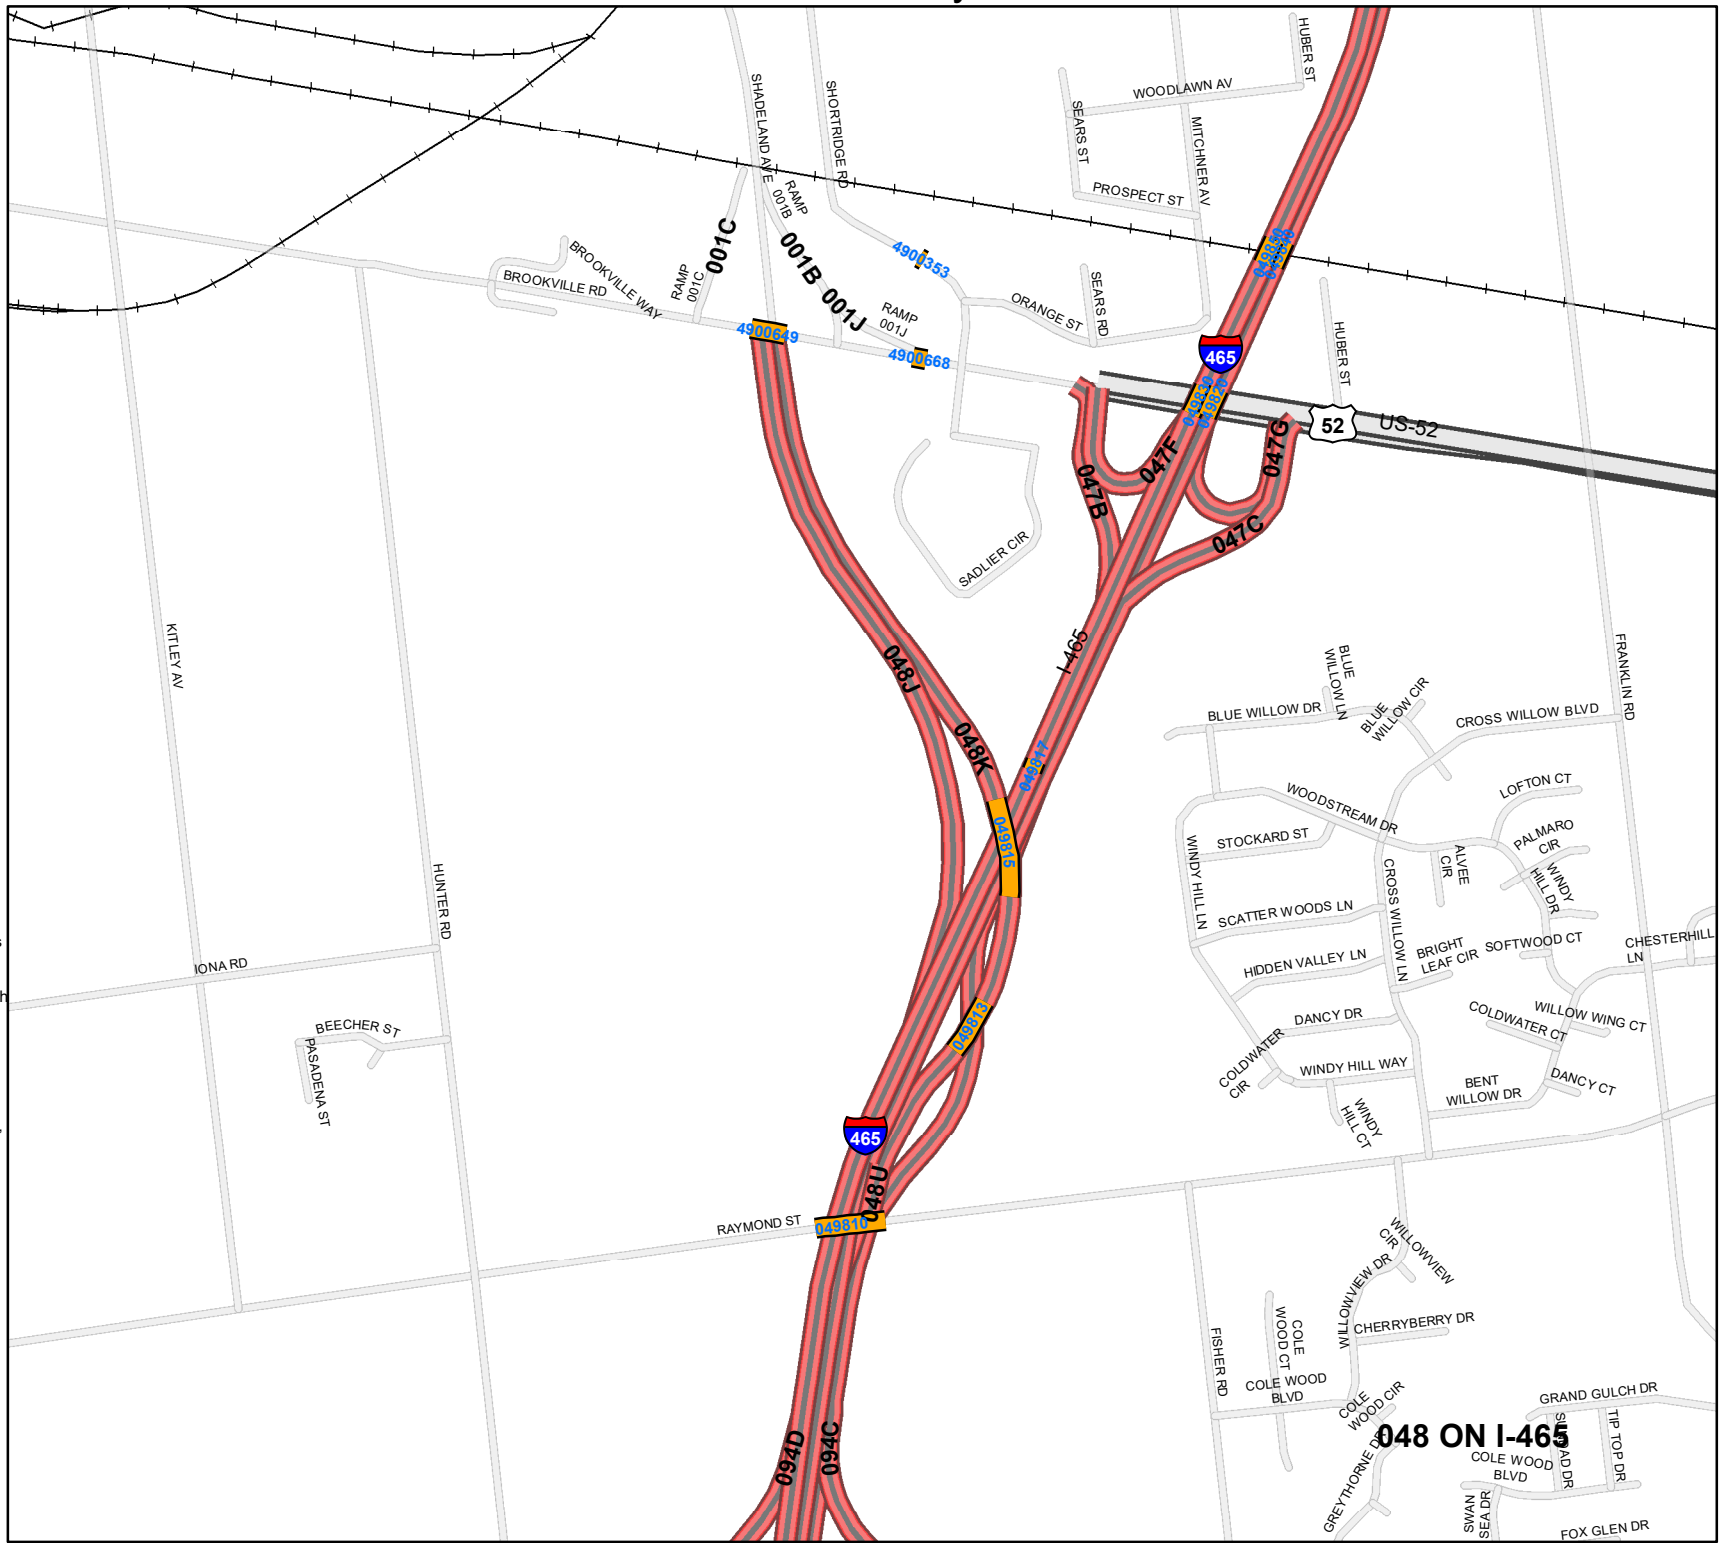 HUBER ST
WOODLAWN AV
SHADELAND AVE
SHORTRIDGE RD
SEARS ST
MITCHNER AV
PROSPECT ST
RAMP
001B
001C
001B
001J
4900353
BROOKVILLE WAY
BROOKVILLE RD
RAMP
001C
RAMP
001J
ORANGE ST
SEARS RD
HUBER ST
4900649
4900668
465
049830
049820
52
US-52
047F
047G
047B
047C
SADLIER CIR
KITLEY AV
I-465
048J
048K
049817
049815
FRANKLIN RD
BLUE
WILLOW LN
BLUE WILLOW DR
BLUE
WILLOW CIR
CROSS WILLOW BLVD
LOFTON CT
WOODSTREAM DR
STOCKARD ST
PALMARO
CIR
ALVEE
CIR
WINDY
HILL DR
WINDY HILL LN
CROSS WILLOW LN
SCATTER WOODS LN
HIDDEN VALLEY LN
BRIGHT
LEAF CIR
SOFTWOOD CT
CHESTERHILL
LN
HUNTER RD
IONA RD
h
BEECHER ST
PASADENA ST
049813
DANCY DR
COLDWATER CT
WILLOW WING CT
COLDWATER
CIR
WINDY HILL WAY
BENT
WILLOW DR
DANCY CT
WINDY
HILL CT
465
048U
RAYMOND ST
049810
WILLOWVIEW
CIR
WILLOWVIEW DR
CHERRYBERRY DR
COLE
WOOD CT
FISHER RD
COLE WOOD
BLVD
COLE
WOOD CIR
GRAND GULCH DR
048 ON I-465
TIP TOP DR
COLE WOOD
BLVD
GREYTHORNE DR
SWAN
SEA DR
FOX GLEN DR
094D
094C